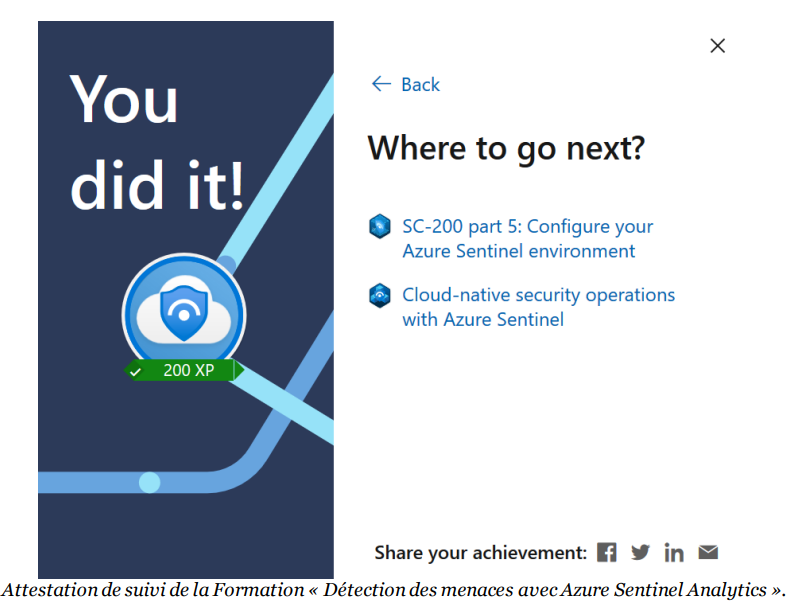 You
did it!
200 XP
Back
Where to go next?
SC-200 part 5: Configure your
Azure Sentinel environment
Cloud-native security operations
with Azure Sentinel
Share your achievement:
Attestation de suivi de la Formation « Détection des menaces avec Azure Sentinel Analytics ».